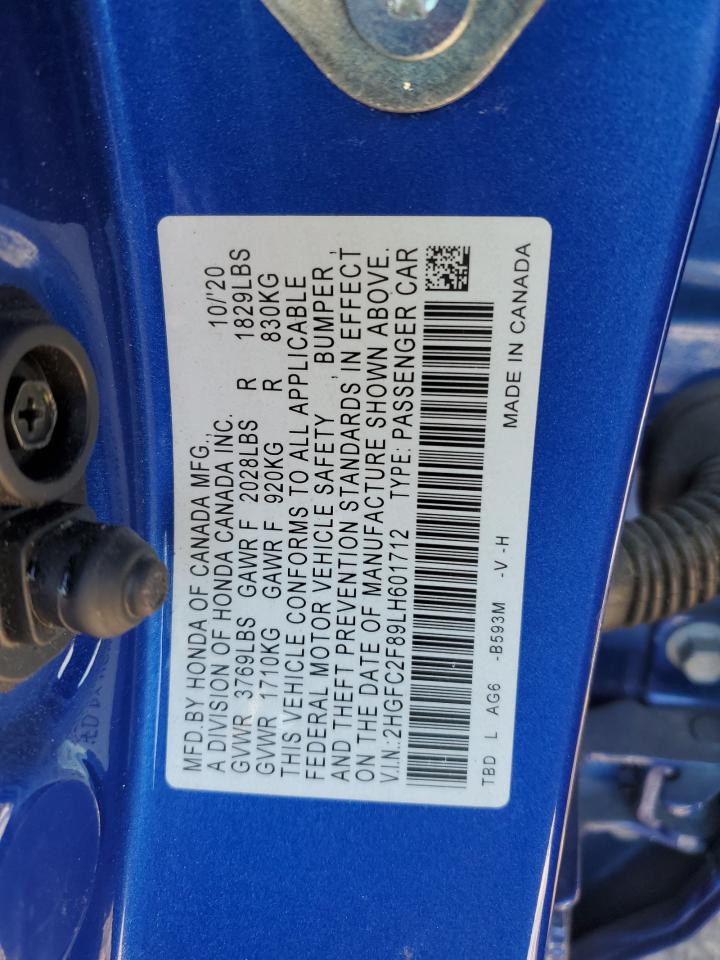 MFD.BY HONDA OF CANADA MFG.,
A DIVISION OF HONDA CANADA INC. 10/'20
GVWR 3769LBS GAWR F 2028LBS R 1829LBS
GVWR 1710KG GAWR F 920KG R 830KG
THIS VEHICLE CONFORMS TO ALL APPLICABLE
FEDERAL MOTOR VEHICLE SAFETY , BUMPER ,
AND THEFT PREVENTION STANDARDS IN EFFECT
ON THE DATE OF MANUFACTURE SHOWN ABOVE.
V.I.N.:2HGFC2F89LH601712 TYPE: PASSENGER CAR
TBD L AG6 -B593M -V -H MADE IN CANADA